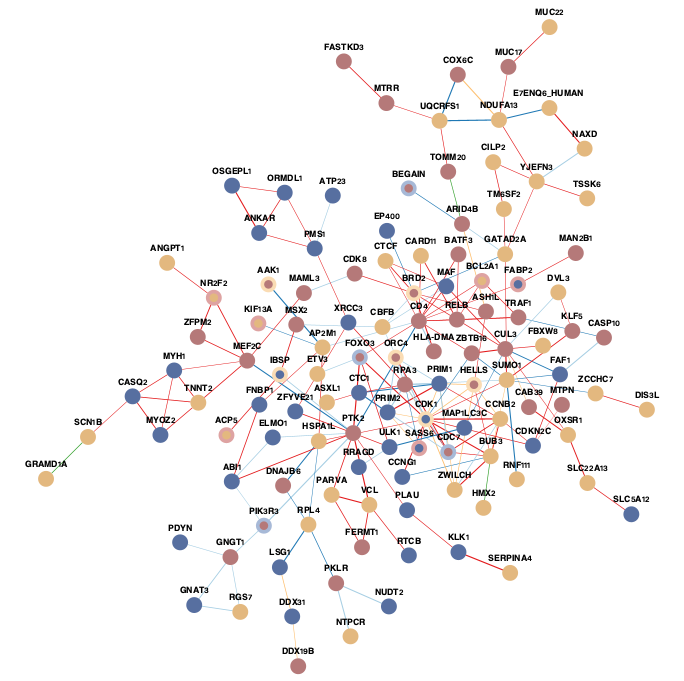 MUC22
FASTKD3
COX6C
MUC17
MTRR
E7ENQ6_HUMAN
UQCRFS1
NDUFA13
NAXD
CILP2
TOMM20
YJEFN3
OSGEPL1
ORMDL1
ATP23
BEGAIN
TSSK6
TM6SF2
ANKAR
ARID4B
EP400
PMS1
CTCF
CARD11
BATF3
GATAD2A
MAN2B1
ANGPT1
CDK8
BCL2A1
AAK1
MAF
FABP2
NR2F2
BRD2
DVL3
MAML3
KIF13A
MSX2
XRCC3
CBFB
CD4
RELB
ASH1L
TRAF1
KLF5
ZFPM2
AP2M1
HLA-DMA
ZBTB16
CUL3
FBXW8
CASP10
MEF2C
FOXO3
ORC4
MYH1
IBSP
ETV3
RPA3
PRIM1
HELLS
SUMO1
FAF1
CASQ2
TNNT2
FNBP1
ZFYVE21
ASXL1
CTC1
PRIM2
CDK1
MAP1LC3C
CCNB2
CAB39
MTPN
ZCCHC7
DIS3L
SCN1B
MYOZ2
ACP5
ELMO1
HSPA1L
PTK2
ULK1
SASS6
CDC7
BUB3
CDKN2C
OXSR1
GRAMD1A
ABI1
DNAJB6
RRAGD
CCNG1
ZWILCH
RNF111
SLC22A13
PARVA
VCL
PLAU
HMX2
SLC5A12
PIK3R3
RPL4
PDYN
GNGT1
FERMT1
RTCB
KLK1
LSG1
SERPINA4
PKLR
GNAT3
RGS7
NUDT2
DDX31
NTPCR
DDX19B